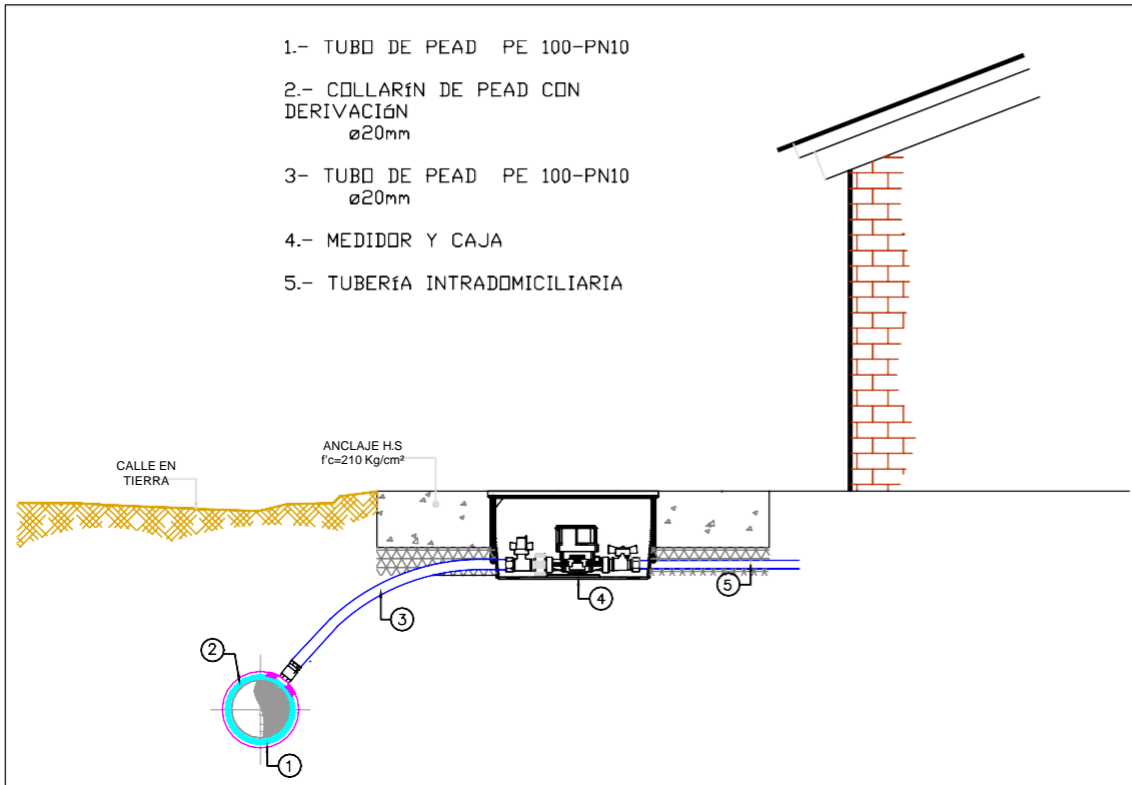 1.- TUBO DE PEAD PE 100-PN10
2.- COLLARÍN DE PEAD CON
DERIVACIÓN
ø20mm
3- TUBO DE PEAD PE 100-PN10
ø20mm
4.- MEDIDOR Y CAJA
5.- TUBERÍA INTRADOMICILIARIA
ANCLAJE H.S
f'c=210 Kg/cm²
CALLE EN
TIERRA
3
4
5
2
1